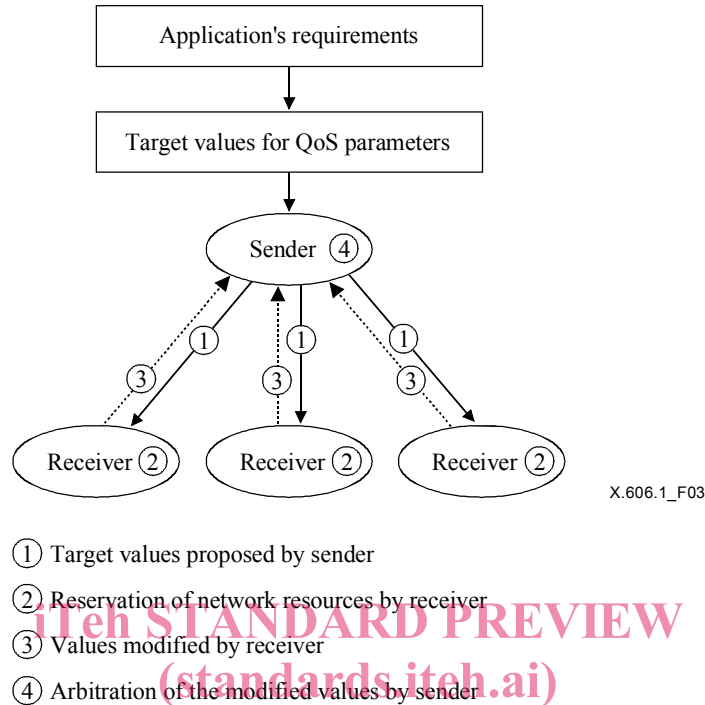 Application's requirements
Target values for QoS parameters
Sender ④
① ① ①
③ ③ ③
Receiver ② Receiver ② Receiver ②
X.606.1_F03
① Target values proposed by sender
② Reservation of network resources by receiver
iTeh STANDARD PREVIEW
③ Values modified by receiver
(standards.iteh.ai)
④ Arbitration of the modified values by sender